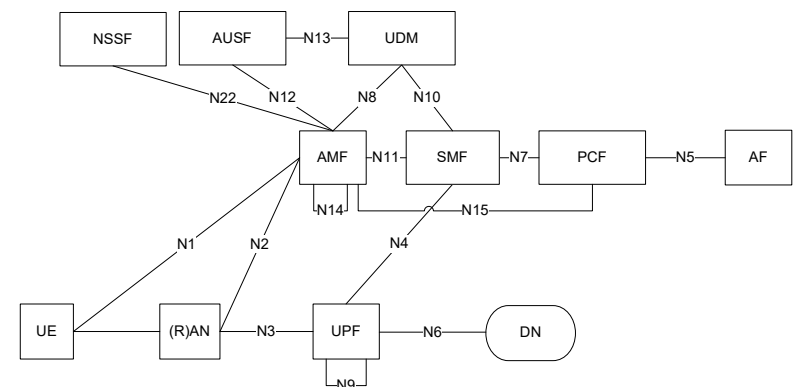 NSSF
AUSF
N13
UDM
N22
N12
N8
N10
AMF
N11
SMF
N7
PCF
N5
AF
N14
N15
N1
N2
N4
UE
(R)AN
N3
UPF
N6
DN
N9